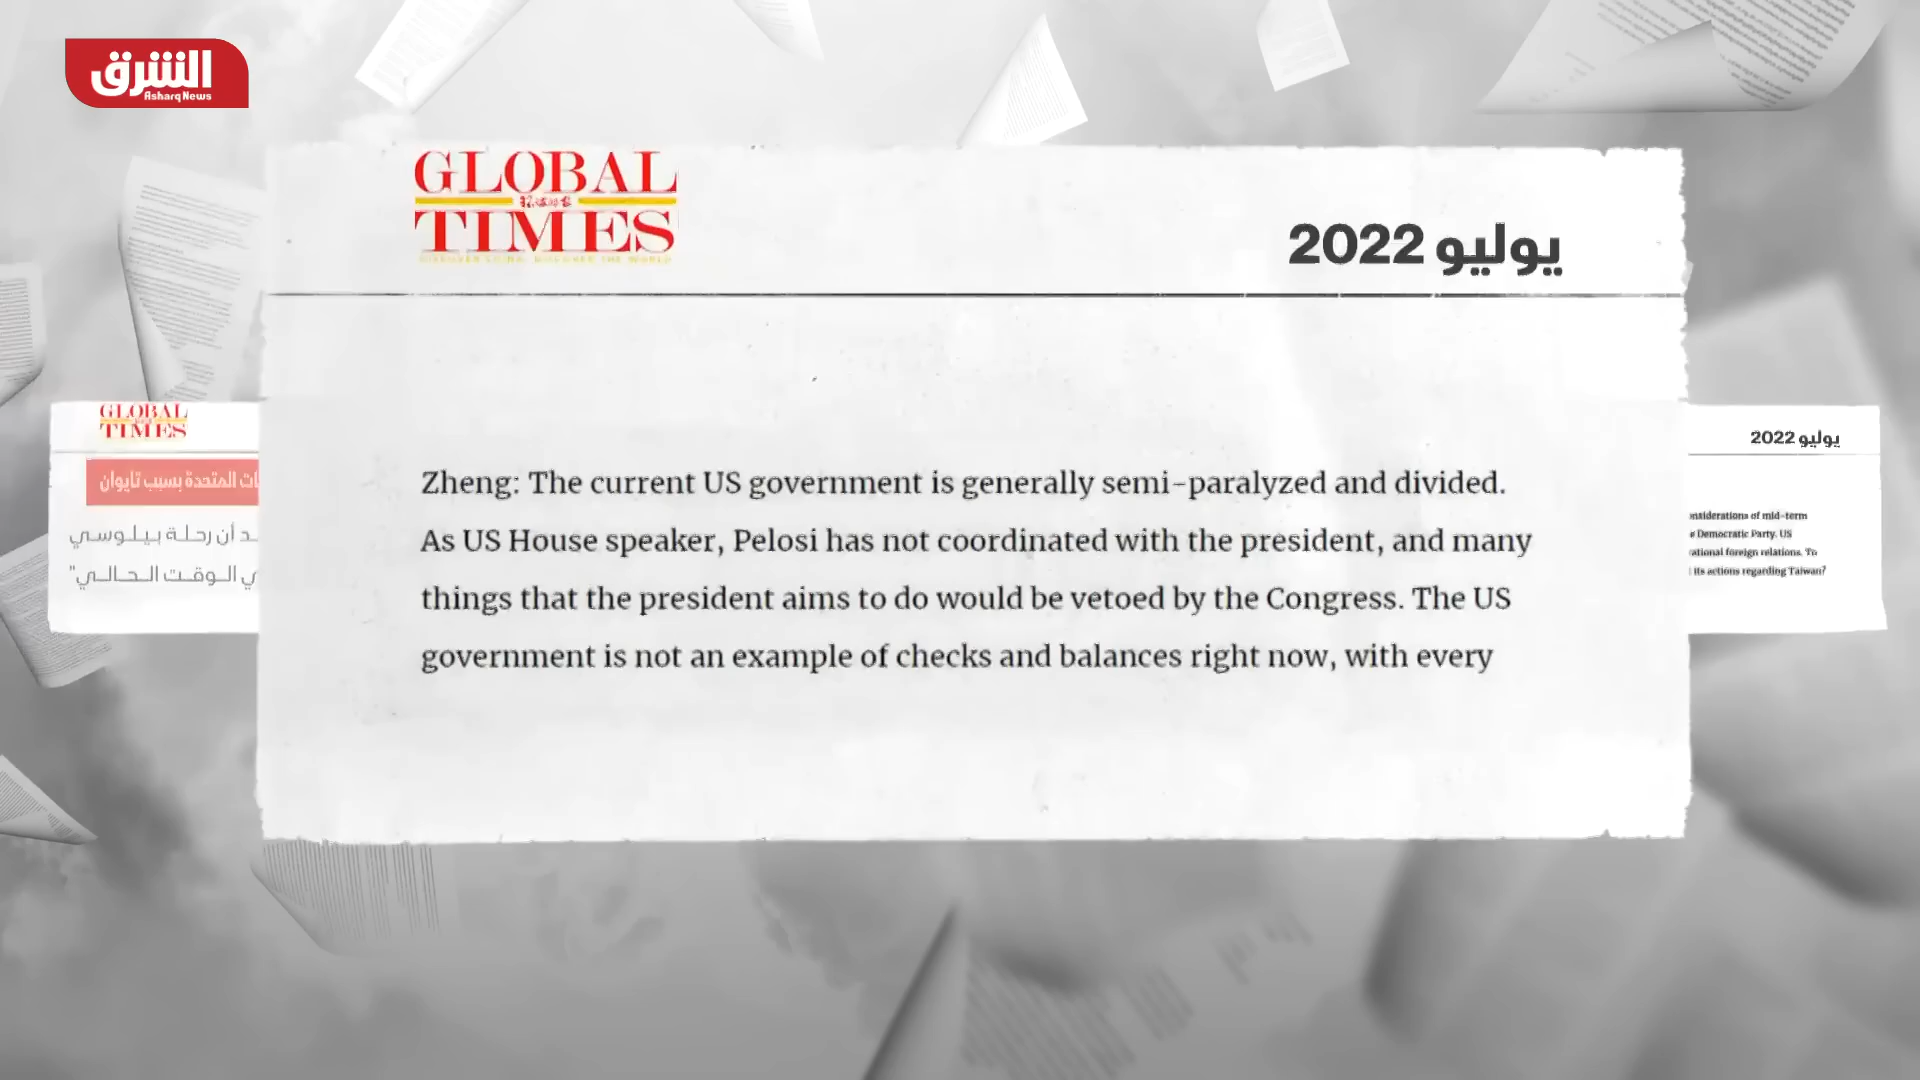 الشرق
Asharq News
GLOBAL
TIMES
يوليو 2022
Zheng: The current US government is generally semi-paralyzed and divided.
As US House speaker, Pelosi has not coordinated with the president, and many
things that the president aims to do would be vetoed by the Congress. The US
government is not an example of checks and balances right now, with every
GLOBAL
TIMES
المتحدة بسبب تايوان
أن رحلة بيلوسي
الوقت الحالي"
يوليو 2022
of mid-term
Democratic Party. US
foreign relations. To
its actions regarding Taiwan?